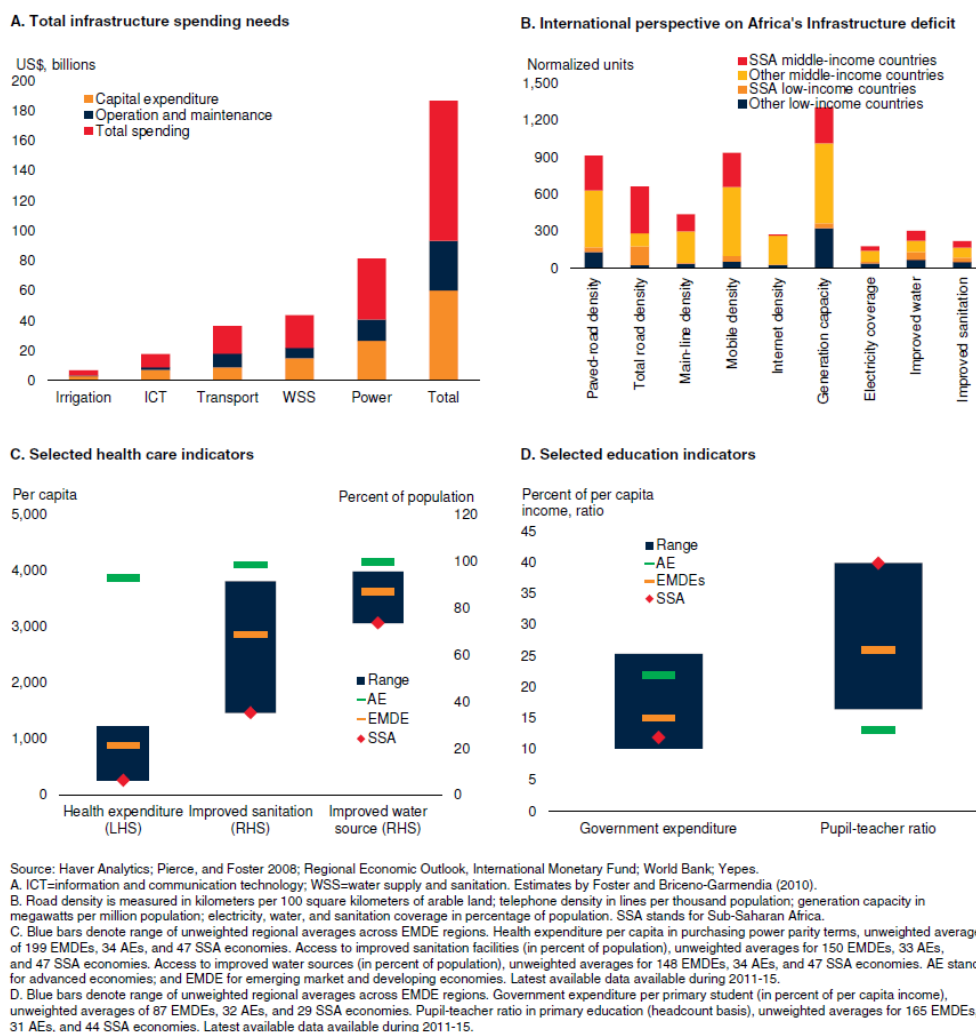 A. Total infrastructure spending needs
US$, billions
200
180
160
140
120
100
80
60
40
20
0
Capital expenditure
Operation and maintenance
Total spending
Irrigation
ICT
Transport
WSS
Power
Total
B. International perspective on Africa's Infrastructure deficit
Normalized units
SSA middle-income countries
Other middle-income countries
SSA low-income countries
Other low-income countries
1,500
1,200
900
600
300
0
Paved-road density
Total road density
Main-line density
Mobile density
Internet density
Generation capacity
Electricity coverage
Improved water
Improved sanitation
C. Selected health care indicators
Per capita
Percent of population
5,000
4,000
3,000
2,000
1,000
0
120
100
80
60
40
20
0
Range
AE
EMDE
SSA
Health expenditure
(LHS)
Improved sanitation
(RHS)
Improved water
source (RHS)
D. Selected education indicators
Percent of per capita
income, ratio
45
40
35
30
25
20
15
10
5
0
Range
AE
EMDEs
SSA
Government expenditure
Pupil-teacher ratio
Source: Haver Analytics; Pierce, and Foster 2008; Regional Economic Outlook, International Monetary Fund; World Bank; Yepes.
A. ICT=information and communication technology; WSS=water supply and sanitation. Estimates by Foster and Briceno-Garmendia (2010).
B. Road density is measured in kilometers per 100 square kilometers of arable land; telephone density in lines per thousand population; generation capacity in
megawatts per million population; electricity, water, and sanitation coverage in percentage of population. SSA stands for Sub-Saharan Africa.
C. Blue bars denote range of unweighted regional averages across EMDE regions. Health expenditure per capita in purchasing power parity terms, unweighted average
of 199 EMDEs, 34 AEs, and 47 SSA economies. Access to improved sanitation facilities (in percent of population), unweighted averages for 150 EMDEs, 33 AEs,
and 47 SSA economies. Access to improved water sources (in percent of population), unweighted averages for 148 EMDEs, 34 AEs, and 47 SSA economies. AE stand
for advanced economies; and EMDE for emerging market and developing economies. Latest available data available during 2011-15.
D. Blue bars denote range of unweighted regional averages across EMDE regions. Government expenditure per primary student (in percent of per capita income),
unweighted averages of 87 EMDEs, 32 AEs, and 29 SSA economies. Pupil-teacher ratio in primary education (headcount basis), unweighted averages for 165 EMDEs
31 AEs, and 44 SSA economies. Latest available data available during 2011-15.